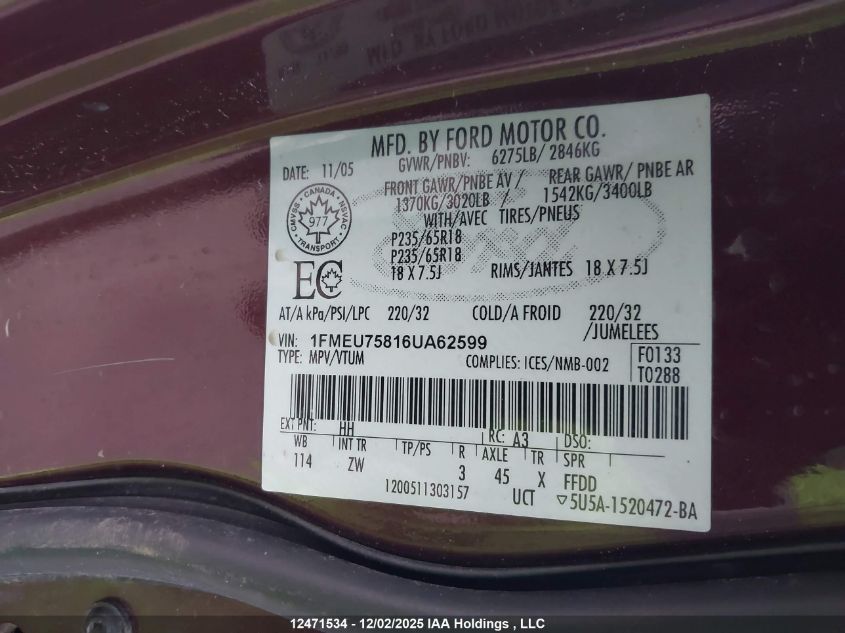 MFD. BY FORD MOTOR CO.
DATE: 11/05 GVWR/PNBV: 6275LB/ 2846KG
FRONT GAWR/PNBE AV / REAR GAWR/ PNBE AR
1370KG/3020LB / 1542KG/3400LB
WITH/AVEC TIRES/PNEUS
CANADA
CMVSS NSVAC
977
TRANSPORT
P235/65R18
P235/65R18
18 X 7.5J RIMS/JANTES 18 X 7.5J
EC
AT/A kPa/PSI/LPC 220/32 COLD/A FROID 220/32
/JUMELEES
VIN: 1FMEU75816UA62599
TYPE: MPV/VTUM COMPLIES: ICES/NMB-002
F0133
T0288
EXT PNT: HH RC: A3 DSO:
WB INT TR TP/PS R AXLE TR SPR
114 ZW 3 45 X FFDD
1200511303157 UCT ▽5U5A-1520472-BA
12471534 - 12/02/2025 IAA Holdings , LLC